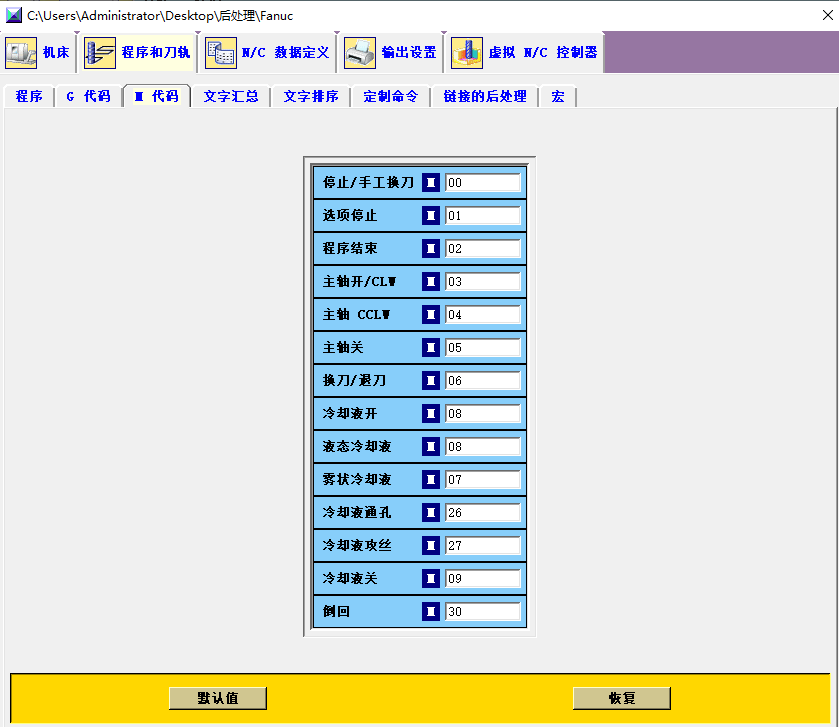 C:\Users\Administrator\Desktop\后处理\Fanuc
机床 程序和刀轨 N/C 数据定义 输出设置 虚拟 N/C 控制器
程序 G 代码 M 代码 文字汇总 文字排序 定制命令 链接的后处理 宏
停止/手工换刀 M 00
选项停止 M 01
程序结束 M 02
主轴开/CLW M 03
主轴 CCLW M 04
主轴关 M 05
换刀/退刀 M 06
冷却液开 M 08
液态冷却液 M 08
雾状冷却液 M 07
冷却液通孔 M 26
冷却液攻丝 M 27
冷却液关 M 09
倒回 M 30
默认值 恢复